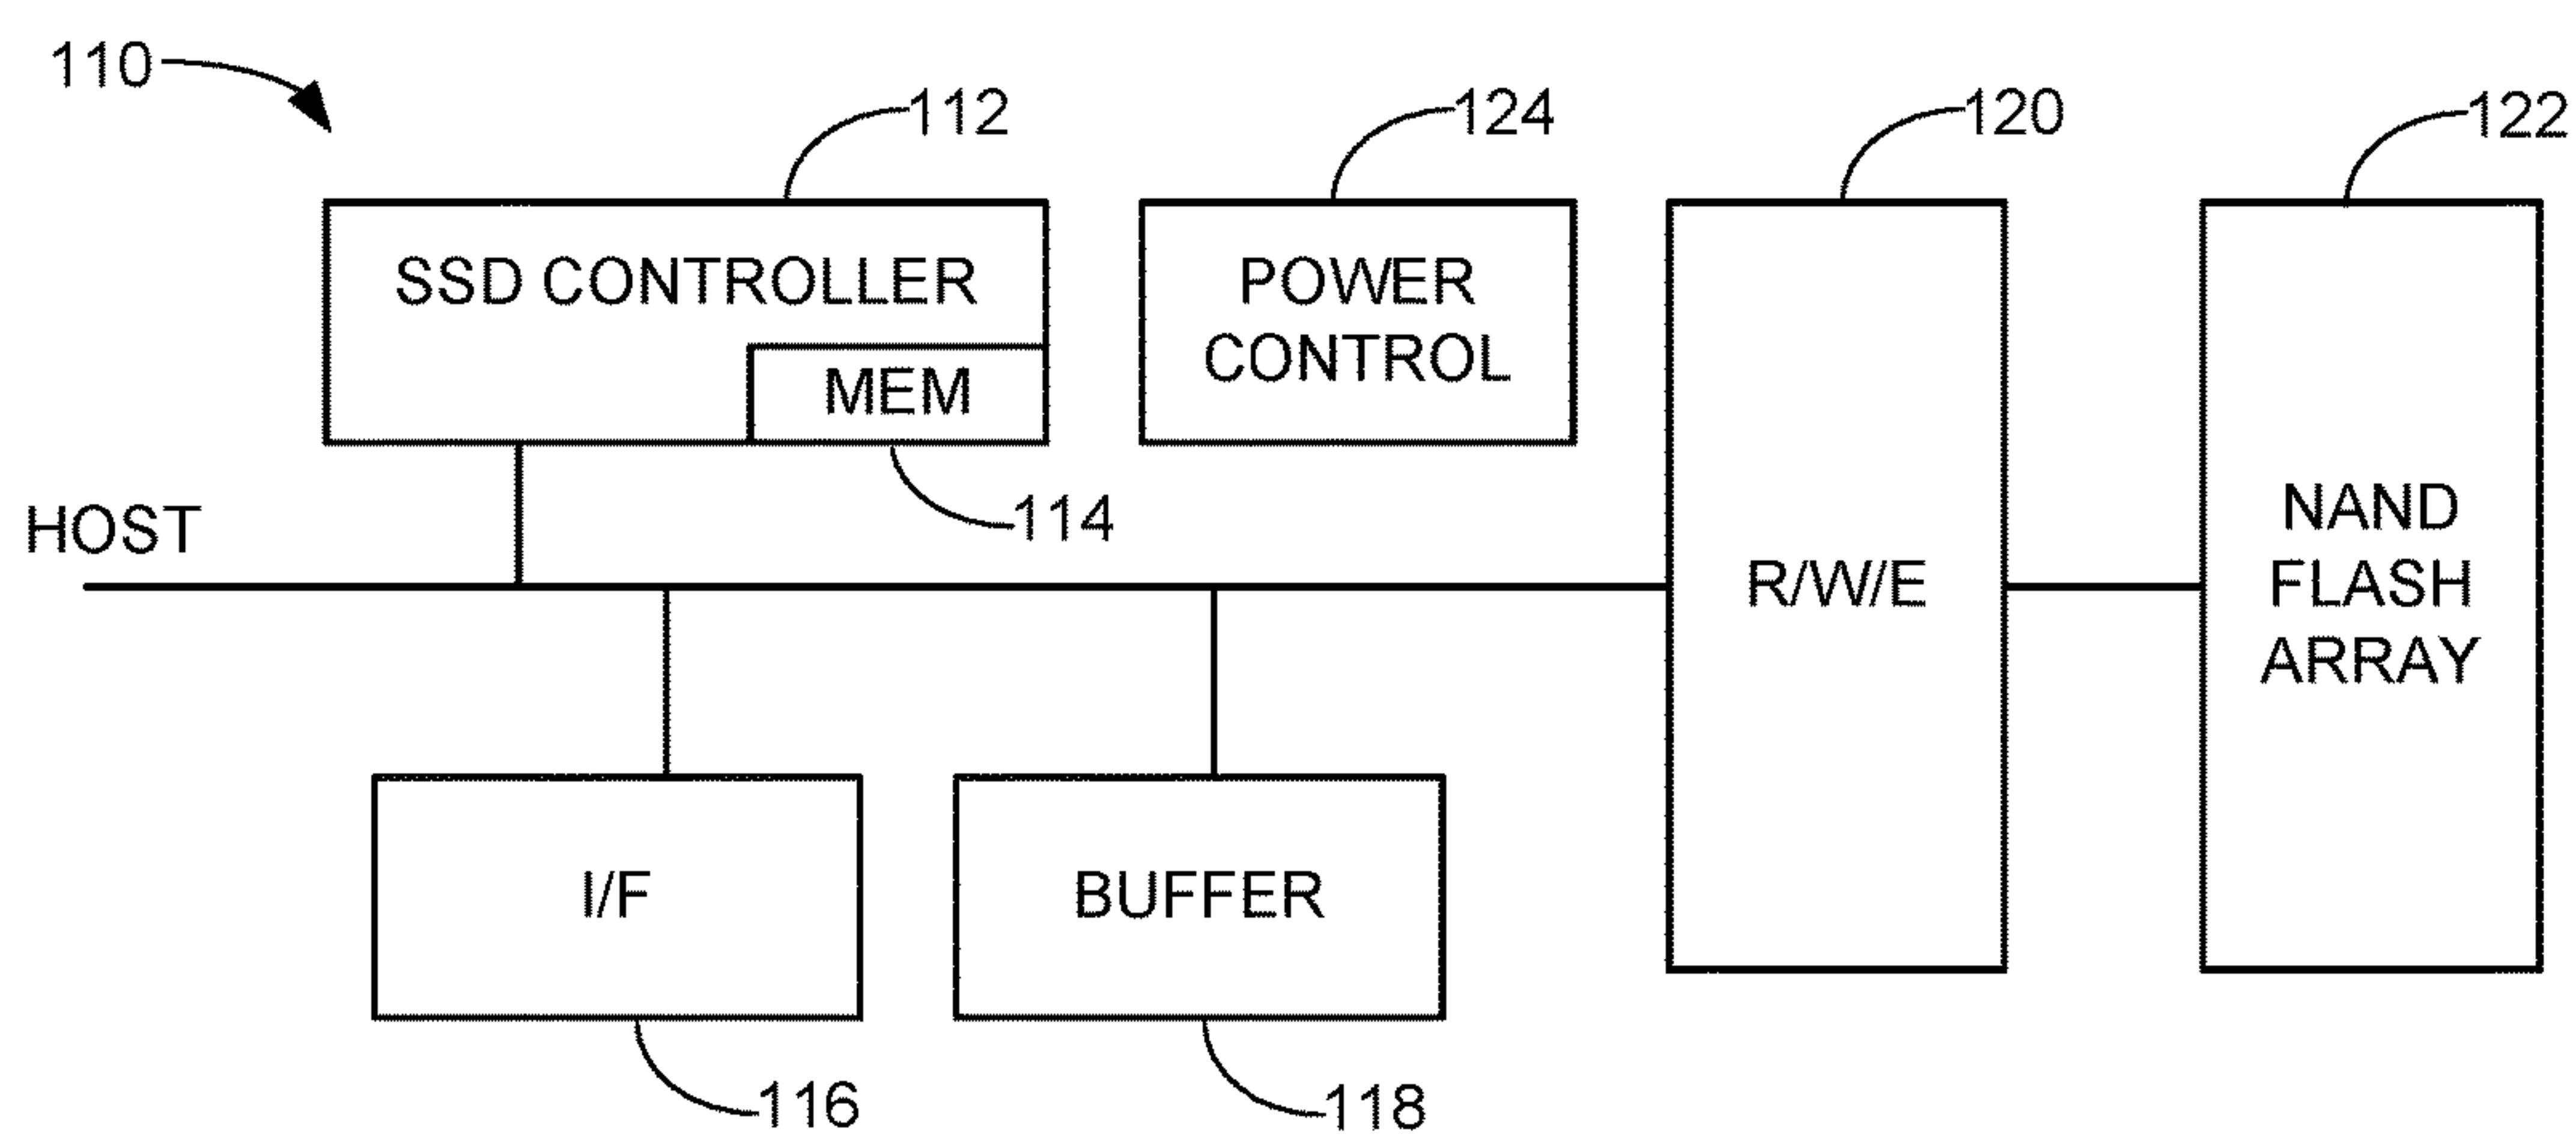 110
112
124
120
122
SSD CONTROLLER
MEM
POWER
CONTROL
114
HOST
R/W/E
NAND
FLASH
ARRAY
I/F
BUFFER
116
118